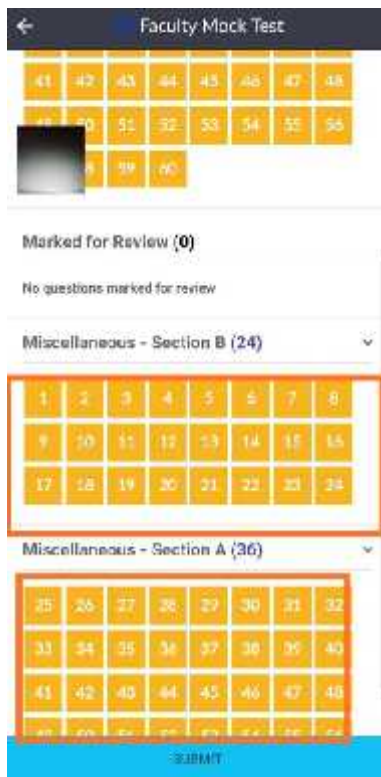 Faculty Mock Test
41 42 43 44 45 46 47 48
51 52 53 54 55 56
59 60
Marked for Review (0)
No questions marked for review
Miscellaneous - Section B (24)
1 2 3 4 5 6 7 8
9 10 11 12 13 14 15 16
17 18 19 20 21 22 23 24
Miscellaneous - Section A (36)
25 26 27 28 29 30 31 32
33 34 35 36 37 38 39 40
41 42 43 44 45 46 47 48
SUBMIT